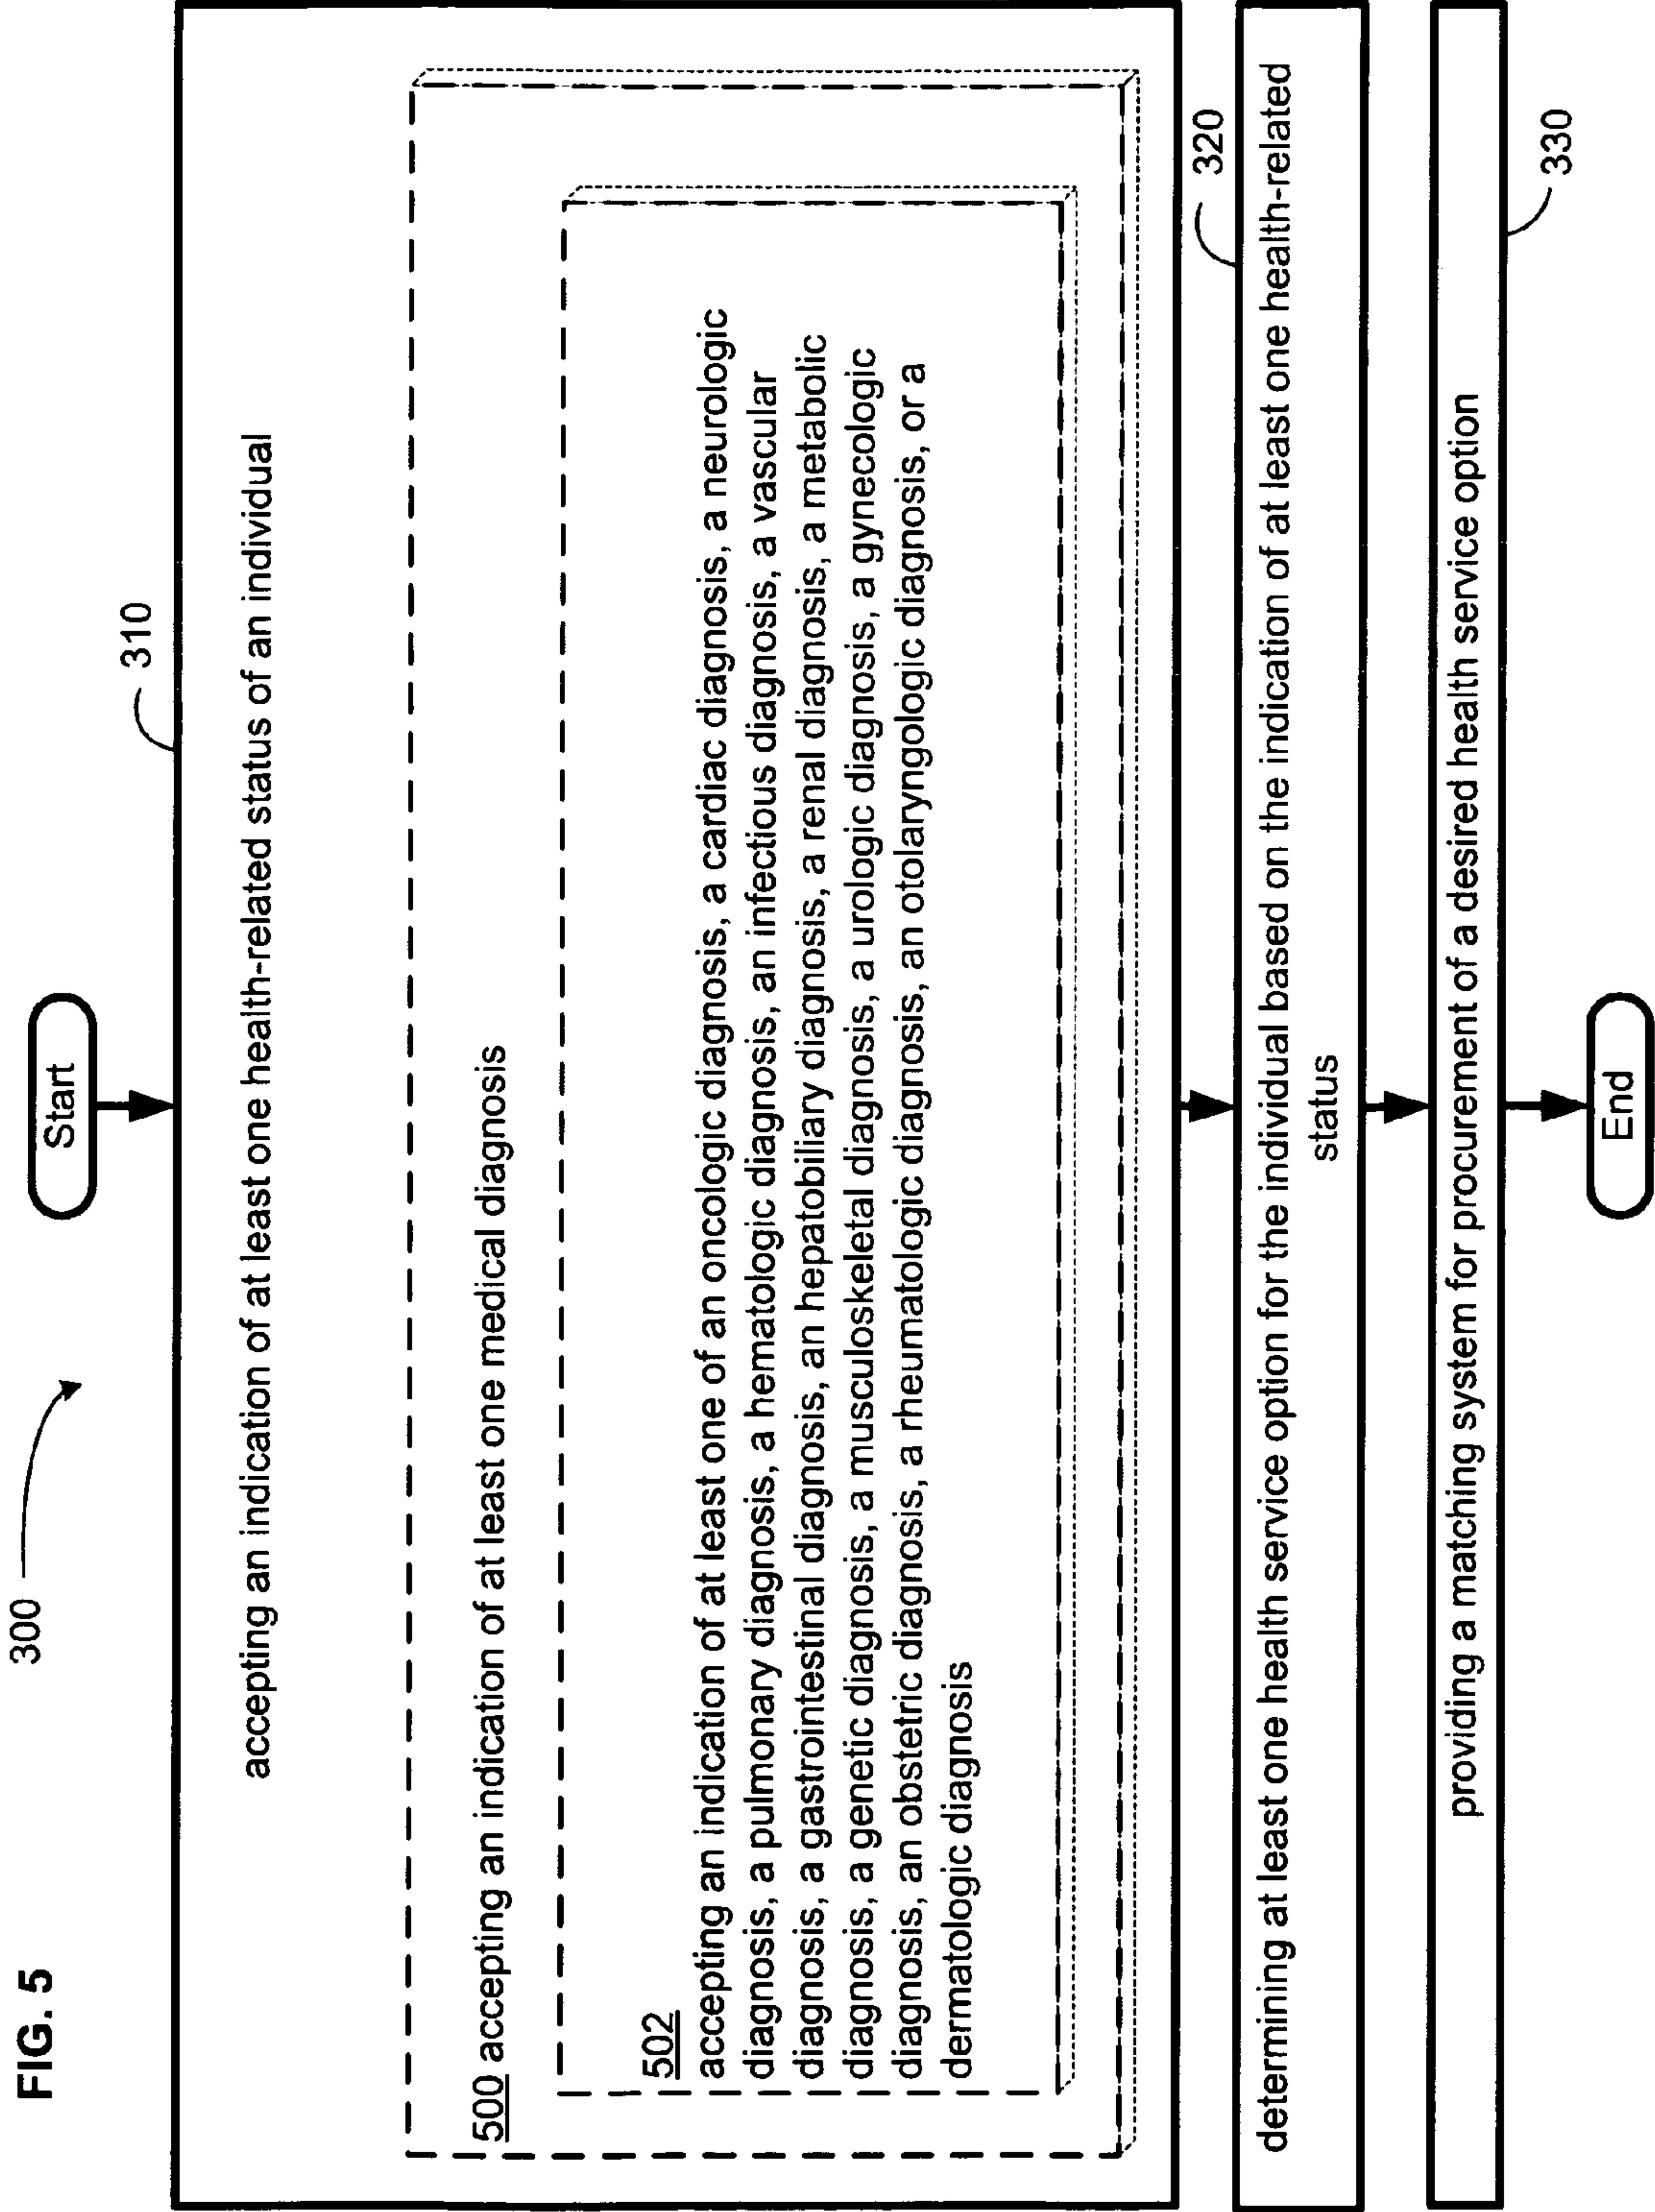 FIG. 5
300
Start
310
accepting an indication of at least one health-related status of an individual
500 accepting an indication of at least one medical diagnosis
502
accepting an indication of at least one of an oncologic diagnosis, a cardiac diagnosis, a neurologic
diagnosis, a pulmonary diagnosis, a hematologic diagnosis, an infectious diagnosis, a vascular
diagnosis, a gastrointestinal diagnosis, an hepatobiliary diagnosis, a renal diagnosis, a metabolic
diagnosis, a genetic diagnosis, a musculoskeletal diagnosis, a urologic diagnosis, a gynecologic
diagnosis, an obstetric diagnosis, a rheumatologic diagnosis, an otolaryngologic diagnosis, or a
dermatologic diagnosis
320
determining at least one health service option for the individual based on the indication of at least one health-related
status
providing a matching system for procurement of a desired health service option
330
End